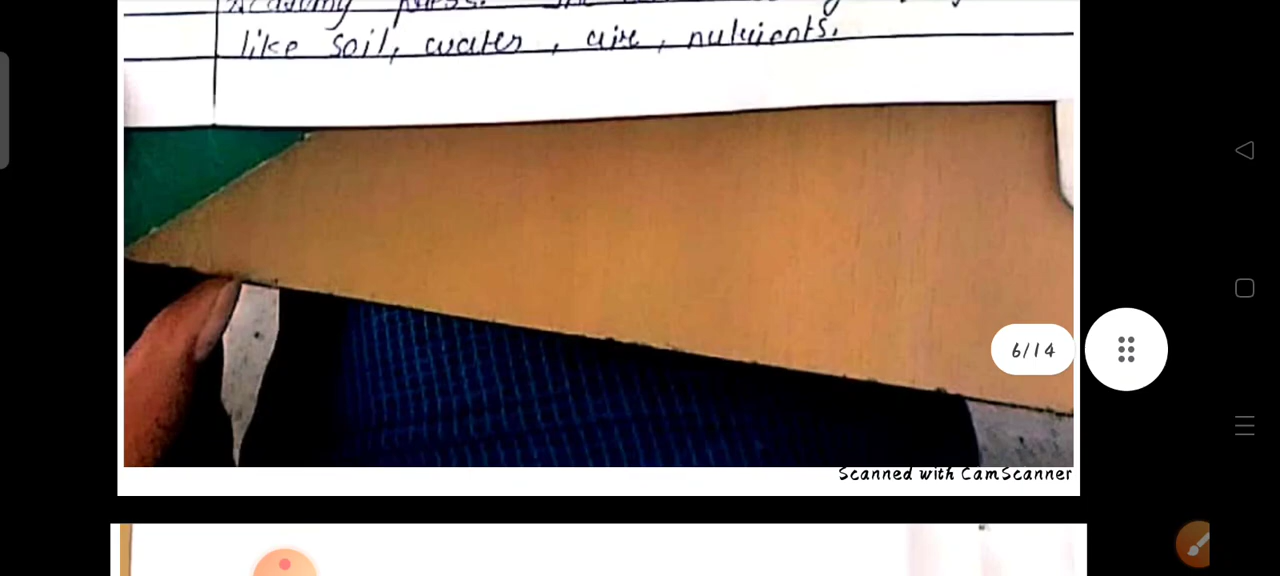 like soil, water, air, nutrients.
6/14
Scanned with CamScanner